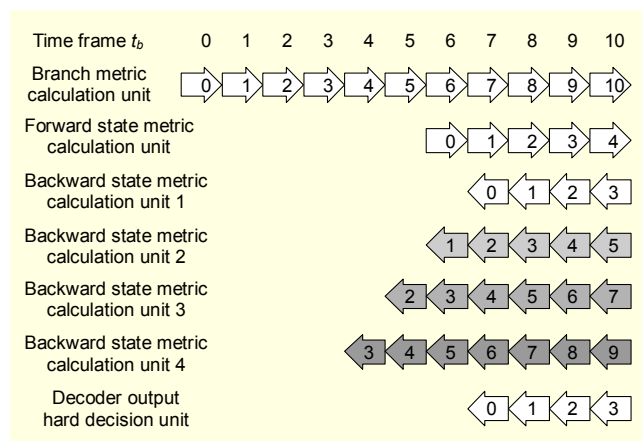 Time frame t_b 0 1 2 3 4 5 6 7 8 9 10
Branch metric
calculation unit
0 1 2 3 4 5 6 7 8 9 10
Forward state metric
calculation unit
0 1 2 3 4
Backward state metric
calculation unit 1
0 1 2 3
Backward state metric
calculation unit 2
1 2 3 4 5
Backward state metric
calculation unit 3
2 3 4 5 6 7
Backward state metric
calculation unit 4
3 4 5 6 7 8 9
Decoder output
hard decision unit
0 1 2 3